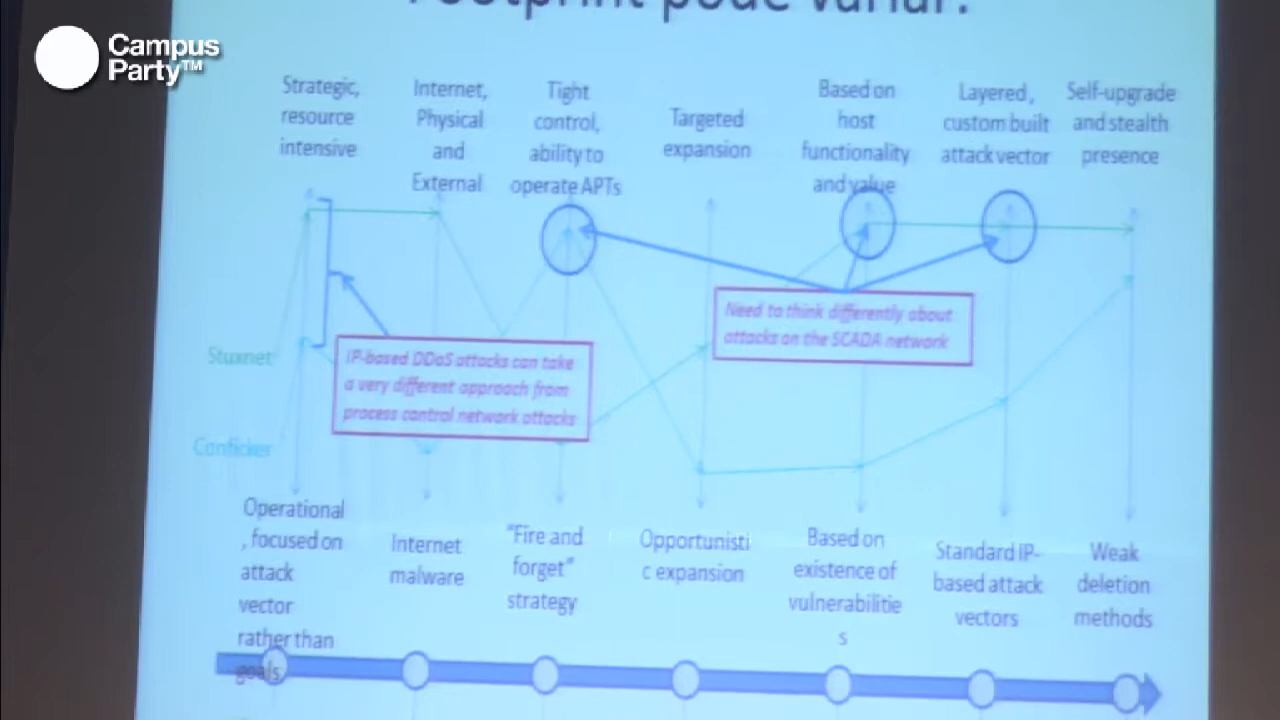 Campus
Party™
Footprint pode variar:
Strategic,
resource
intensive
Internet,
Physical
and
External
Tight
control,
ability to
operate APTs
Targeted
expansion
Based on
host
functionality
and value
Layered,
custom built
attack vector
Self-upgrade
and stealth
presence
Need to think differently about
attacks on the SCADA network
Stuxnet
IP-based DDoS attacks can take
a very different approach from
process control network attacks
Conficker
Operational
, focused on
attack
vector
rather than
goals
Internet
malware
"Fire and
forget"
strategy
Opportunisti
c expansion
Based on
existence of
vulnerabilitie
s
Standard IP-
based attack
vectors
Weak
deletion
methods